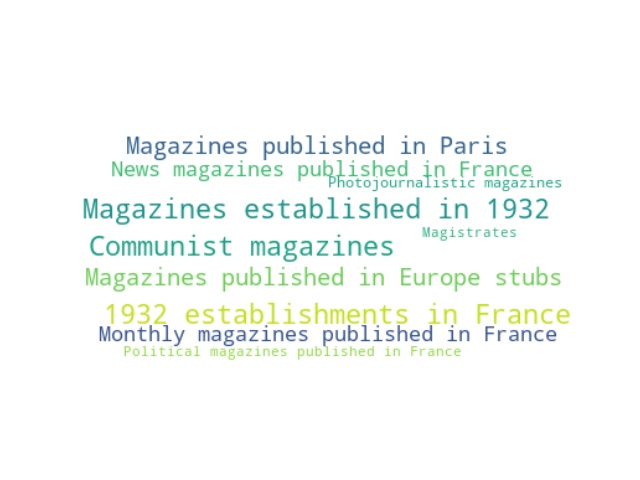 Magazines published in Paris
News magazines published in France
Photojournalistic magazines
Magazines established in 1932
Magistrates
Communist magazines
Magazines published in Europe stubs
1932 establishments in France
Monthly magazines published in France
Political magazines published in France